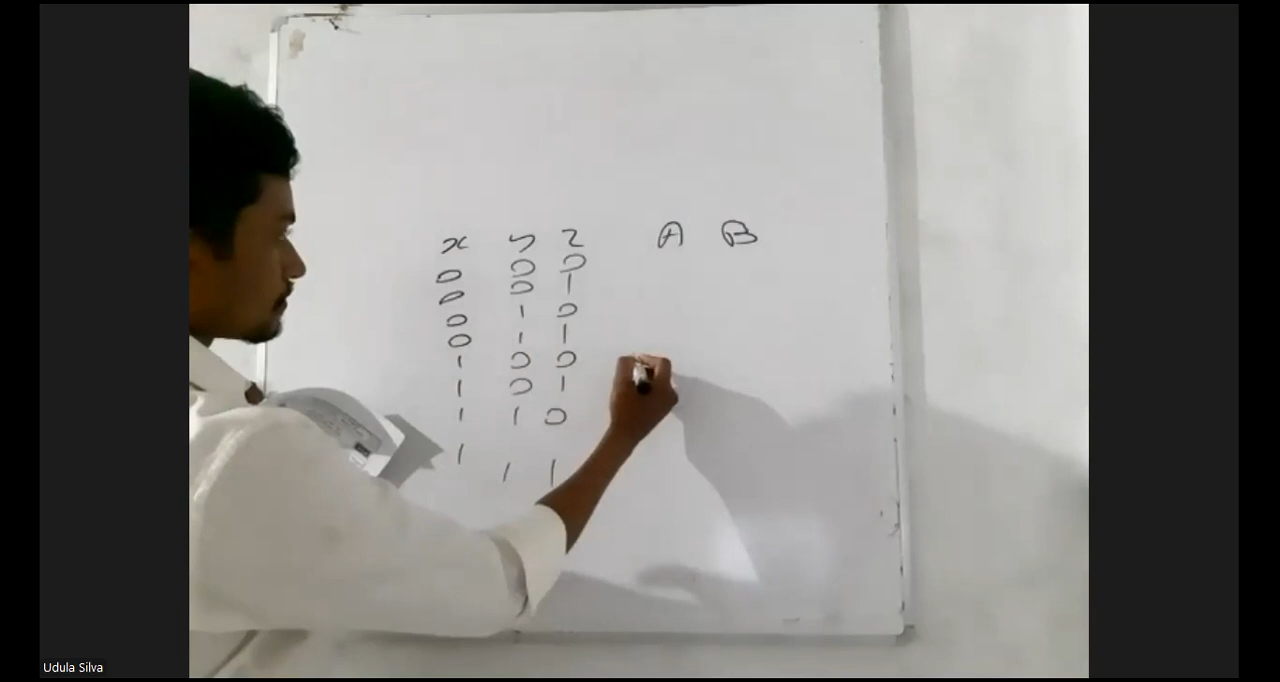 x y z A B
0 0 0
0 0 1
0 1 0
0 1 1
1 0 0
1 0 1
1 1 0
1 1 1
Udula Silva